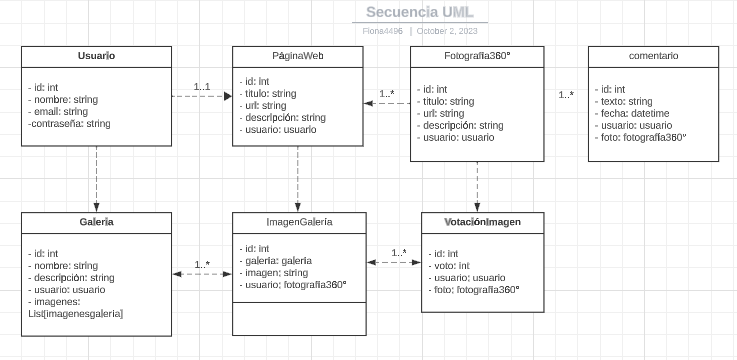 Secuencia UML
Fiona4496 | October 2, 2023
Usuario
- id: int
- nombre: string
- email: string
-contraseña: string
1..1
PáginaWeb
- id: int
- titulo: string
- url: string
- descripción: string
- usuario: usuario
1..*
Fotografía360°
- id: int
- titulo: string
- url: string
- descripción: string
- usuario: usuario
1..*
comentario
- id: int
- texto: string
- fecha: datetime
- usuario: usuario
- foto: fotografía360°
Galeria
- id: int
- nombre: string
- descripción: string
- usuario: usuario
- imagenes:
List[imagenesgaleria]
1..*
ImagenGalería
- id: int
- galeria: galeria
- imagen; string
- usuario; fotografia360°
1..*
VotaciónImagen
- id: int
- voto: int
- usuario; usuario
- foto; fotografía360°